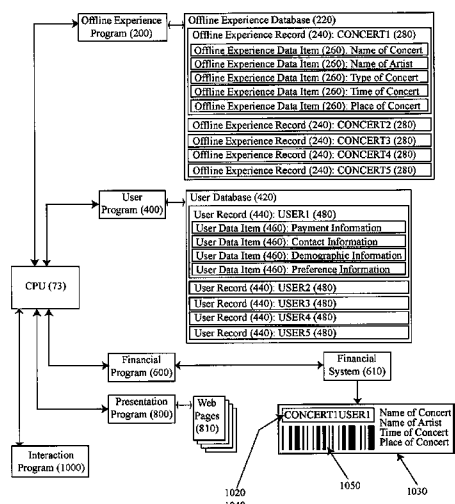 Offline Experience Program (200)
Offline Experience Database (220)
Offline Experience Record (240): CONCERT1 (280)
Offline Experience Data Item (260): Name of Concert
Offline Experience Data Item (260): Name of Artist
Offline Experience Data Item (260): Type of Concert
Offline Experience Data Item (260): Time of Concert
Offline Experience Data Item (260): Place of Concert
Offline Experience Record (240): CONCERT2 (280)
Offline Experience Record (240): CONCERT3 (280)
Offline Experience Record (240): CONCERT4 (280)
Offline Experience Record (240): CONCERT5 (280)
User Program (400)
User Database (420)
User Record (440): USER1 (480)
User Data Item (460): Payment Information
User Data Item (460): Contact Information
User Data Item (460): Demographic Information
User Data Item (460): Preference Information
User Record (440): USER2 (480)
User Record (440): USER3 (480)
User Record (440): USER4 (480)
User Record (440): USER5 (480)
CPU (73)
Financial Program (600)
Financial System (610)
Presentation Program (800)
Web Pages (810)
Interaction Program (1000)
CONCERT1USER1
Name of Concert
Name of Artist
Time of Concert
Place of Concert
1050
1030
1020